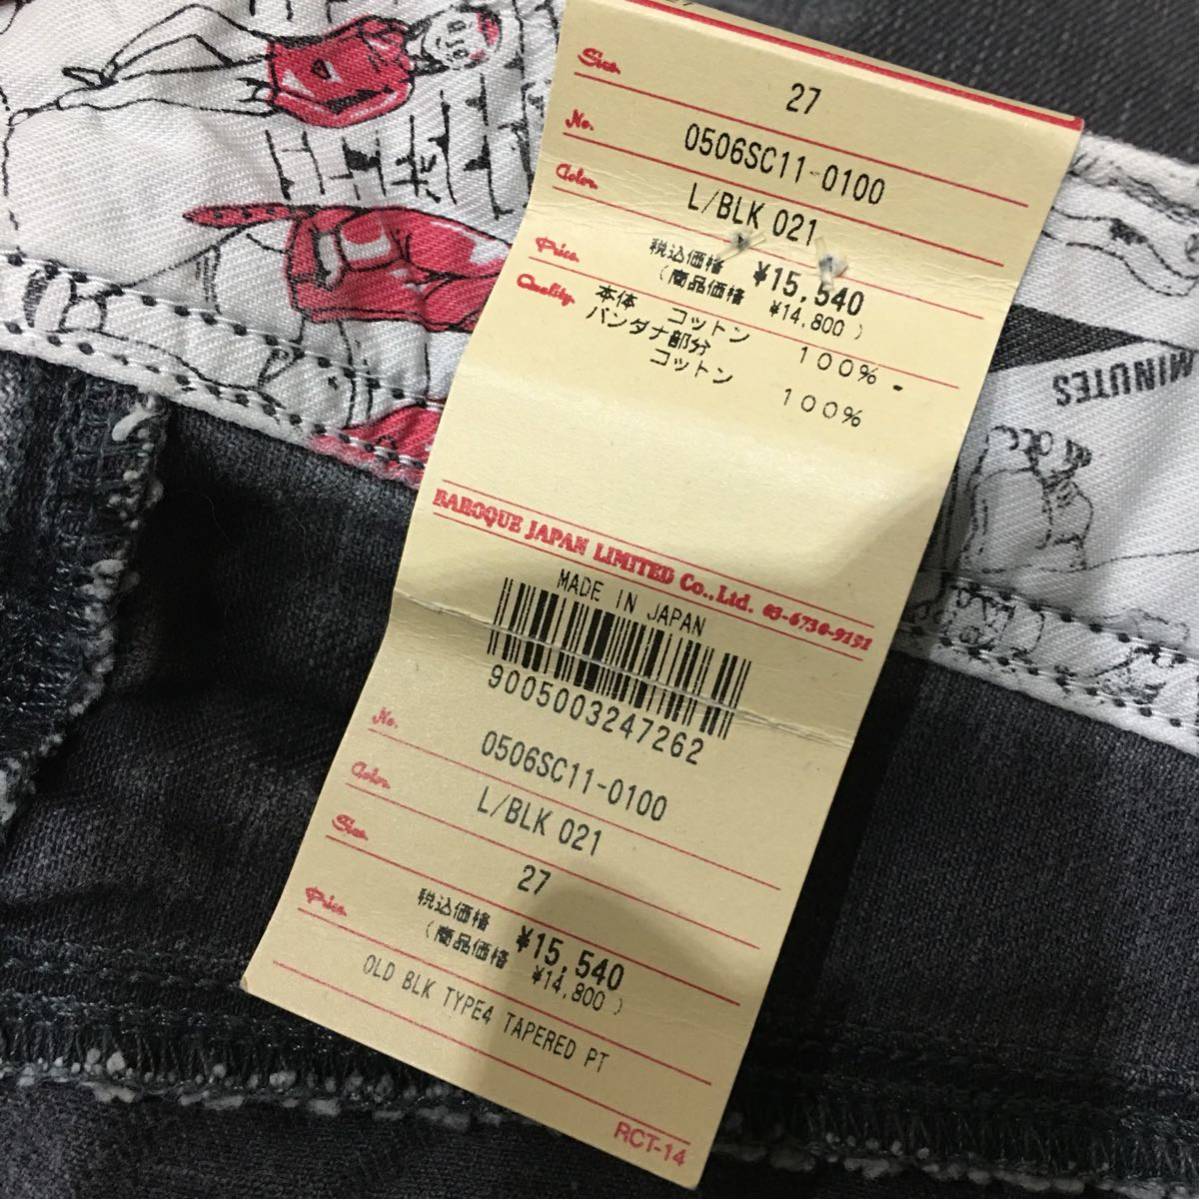 Size.
27
No.
0506SC11-0100
Color.
L/BLK 021
Price.
税込価格 ¥15,540
(商品価格 ¥14,800)
Quality.
本体 コットン 100%
バンダナ部分
コットン 100%
BAROQUE JAPAN LIMITED Co.,Ltd. 03-6730-9191
MADE IN JAPAN
9005003247262
No.
0506SC11-0100
Color.
L/BLK 021
Size.
27
Price.
税込価格 ¥15,540
(商品価格 ¥14,800)
OLD BLK TYPE4 TAPERED PT
RCT-14
MINUTES